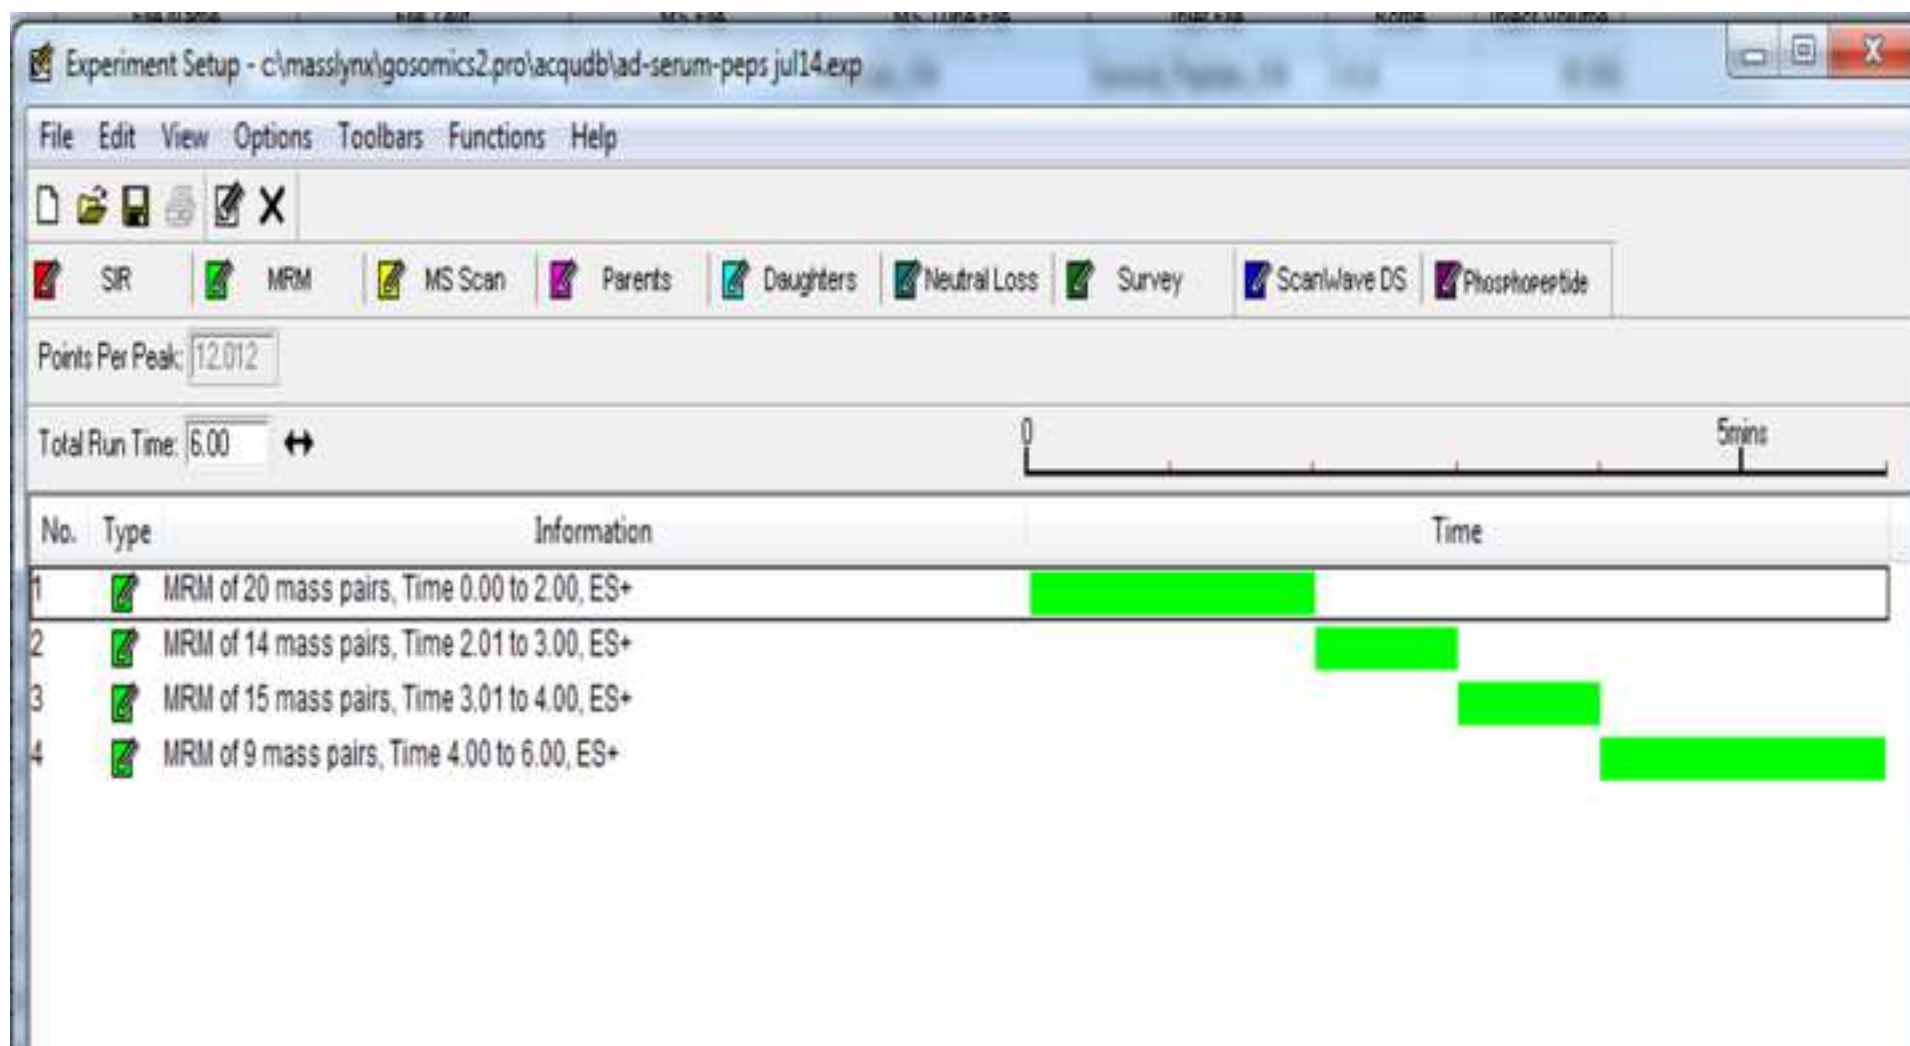 Experiment Setup - c:\masslynx\gosomics2.pro\acqudb\ad-serum-peps jul14.exp
File Edit View Options Toolbars Functions Help
SIR MRM MS Scan Parents Daughters Neutral Loss Survey ScanWave DS Phosphopeptide
Points Per Peak: 12.012
Total Run Time: 6.00 0 5mins
No. Type Information Time
1 MRM of 20 mass pairs, Time 0.00 to 2.00, ES+
2 MRM of 14 mass pairs, Time 2.01 to 3.00, ES+
3 MRM of 15 mass pairs, Time 3.01 to 4.00, ES+
4 MRM of 9 mass pairs, Time 4.00 to 6.00, ES+